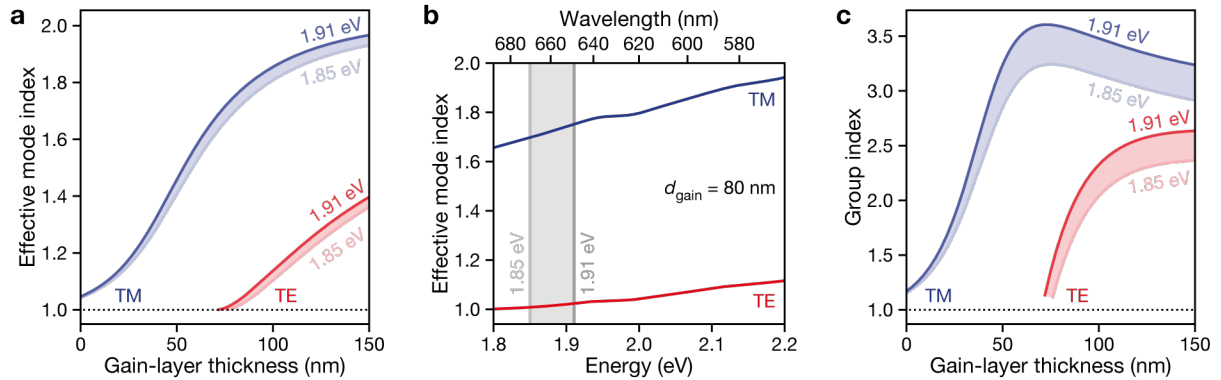 a
Effective mode index
2.0
1.8
1.6
1.4
1.2
1.0
1.91 eV
1.85 eV
1.91 eV
1.85 eV
TM
TE
0
50
100
150
Gain-layer thickness (nm)
b
Wavelength (nm)
680
660
640
620
600
580
Effective mode index
2.0
1.8
1.6
1.4
1.2
1.0
TM
d_gain = 80 nm
1.85 eV
1.91 eV
TE
1.8
1.9
2.0
2.1
2.2
Energy (eV)
c
Group index
3.5
3.0
2.5
2.0
1.5
1.0
1.91 eV
1.85 eV
1.91 eV
1.85 eV
TM
TE
0
50
100
150
Gain-layer thickness (nm)